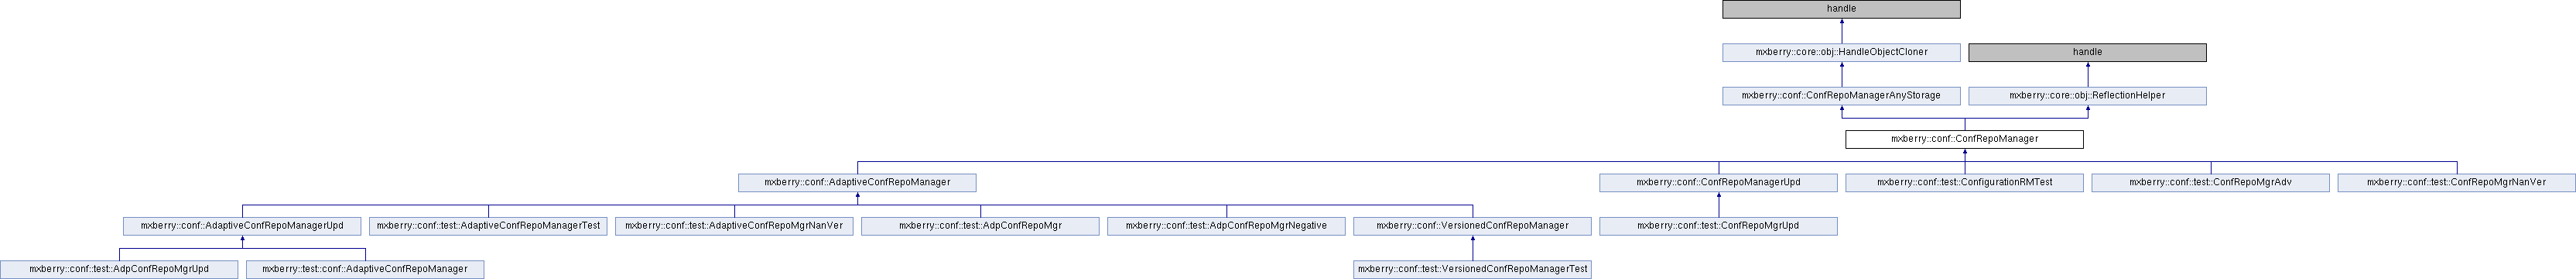 handle
mxberry::core::obj::HandleObjectCloner
handle
mxberry::conf::ConfRepoManagerAnyStorage
mxberry::core::obj::ReflectionHelper
mxberry::conf::ConfRepoManager
mxberry::conf::AdaptiveConfRepoManager
mxberry::conf::ConfRepoManagerUpd
mxberry::conf::test::ConfigurationRMTest
mxberry::conf::test::ConfRepoMgrAdv
mxberry::conf::test::ConfRepoMgrNanVer
mxberry::conf::AdaptiveConfRepoManagerUpd
mxberry::conf::test::AdaptiveConfRepoManagerTest
mxberry::conf::test::AdaptiveConfRepoMgrNanVer
mxberry::conf::test::AdpConfRepoMgr
mxberry::conf::test::AdpConfRepoMgrNegative
mxberry::conf::VersionedConfRepoManager
mxberry::conf::test::ConfRepoMgrUpd
mxberry::conf::test::AdpConfRepoMgrUpd
mxberry::test::conf::AdaptiveConfRepoManager
mxberry::conf::test::VersionedConfRepoManagerTest